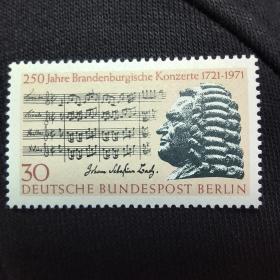 250 Jahre Brandenburgische Konzerte 1721-1971
Johann Sebastian Bach.
30
DEUTSCHE BUNDESPOST BERLIN